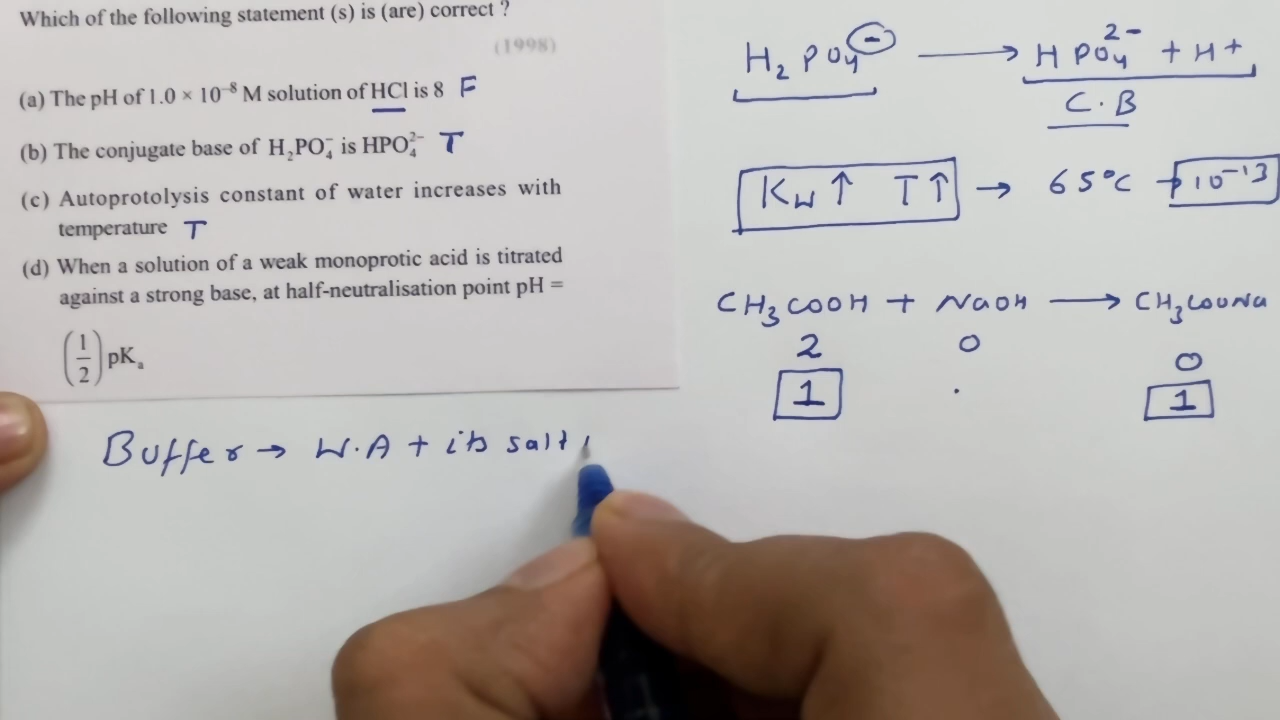 Which of the following statement (s) is (are) correct ?
(1998)
(a) The pH of 1.0 × 10⁻⁸ M solution of HCl is 8 F
(b) The conjugate base of H₂PO₄⁻ is HPO₄²⁻ T
(c) Autoprotolysis constant of water increases with
temperature T
(d) When a solution of a weak monoprotic acid is titrated
against a strong base, at half-neutralisation point pH =
(1/2) pKₐ
Buffer → W.A + its salt
H₂PO₄⁻ → HPO₄²⁻ + H+
C.B
Kw↑ T↑ → 65°C → 10⁻¹³
CH₃COOH + NaOH → CH₃COONa
2 0 0
1 . 1